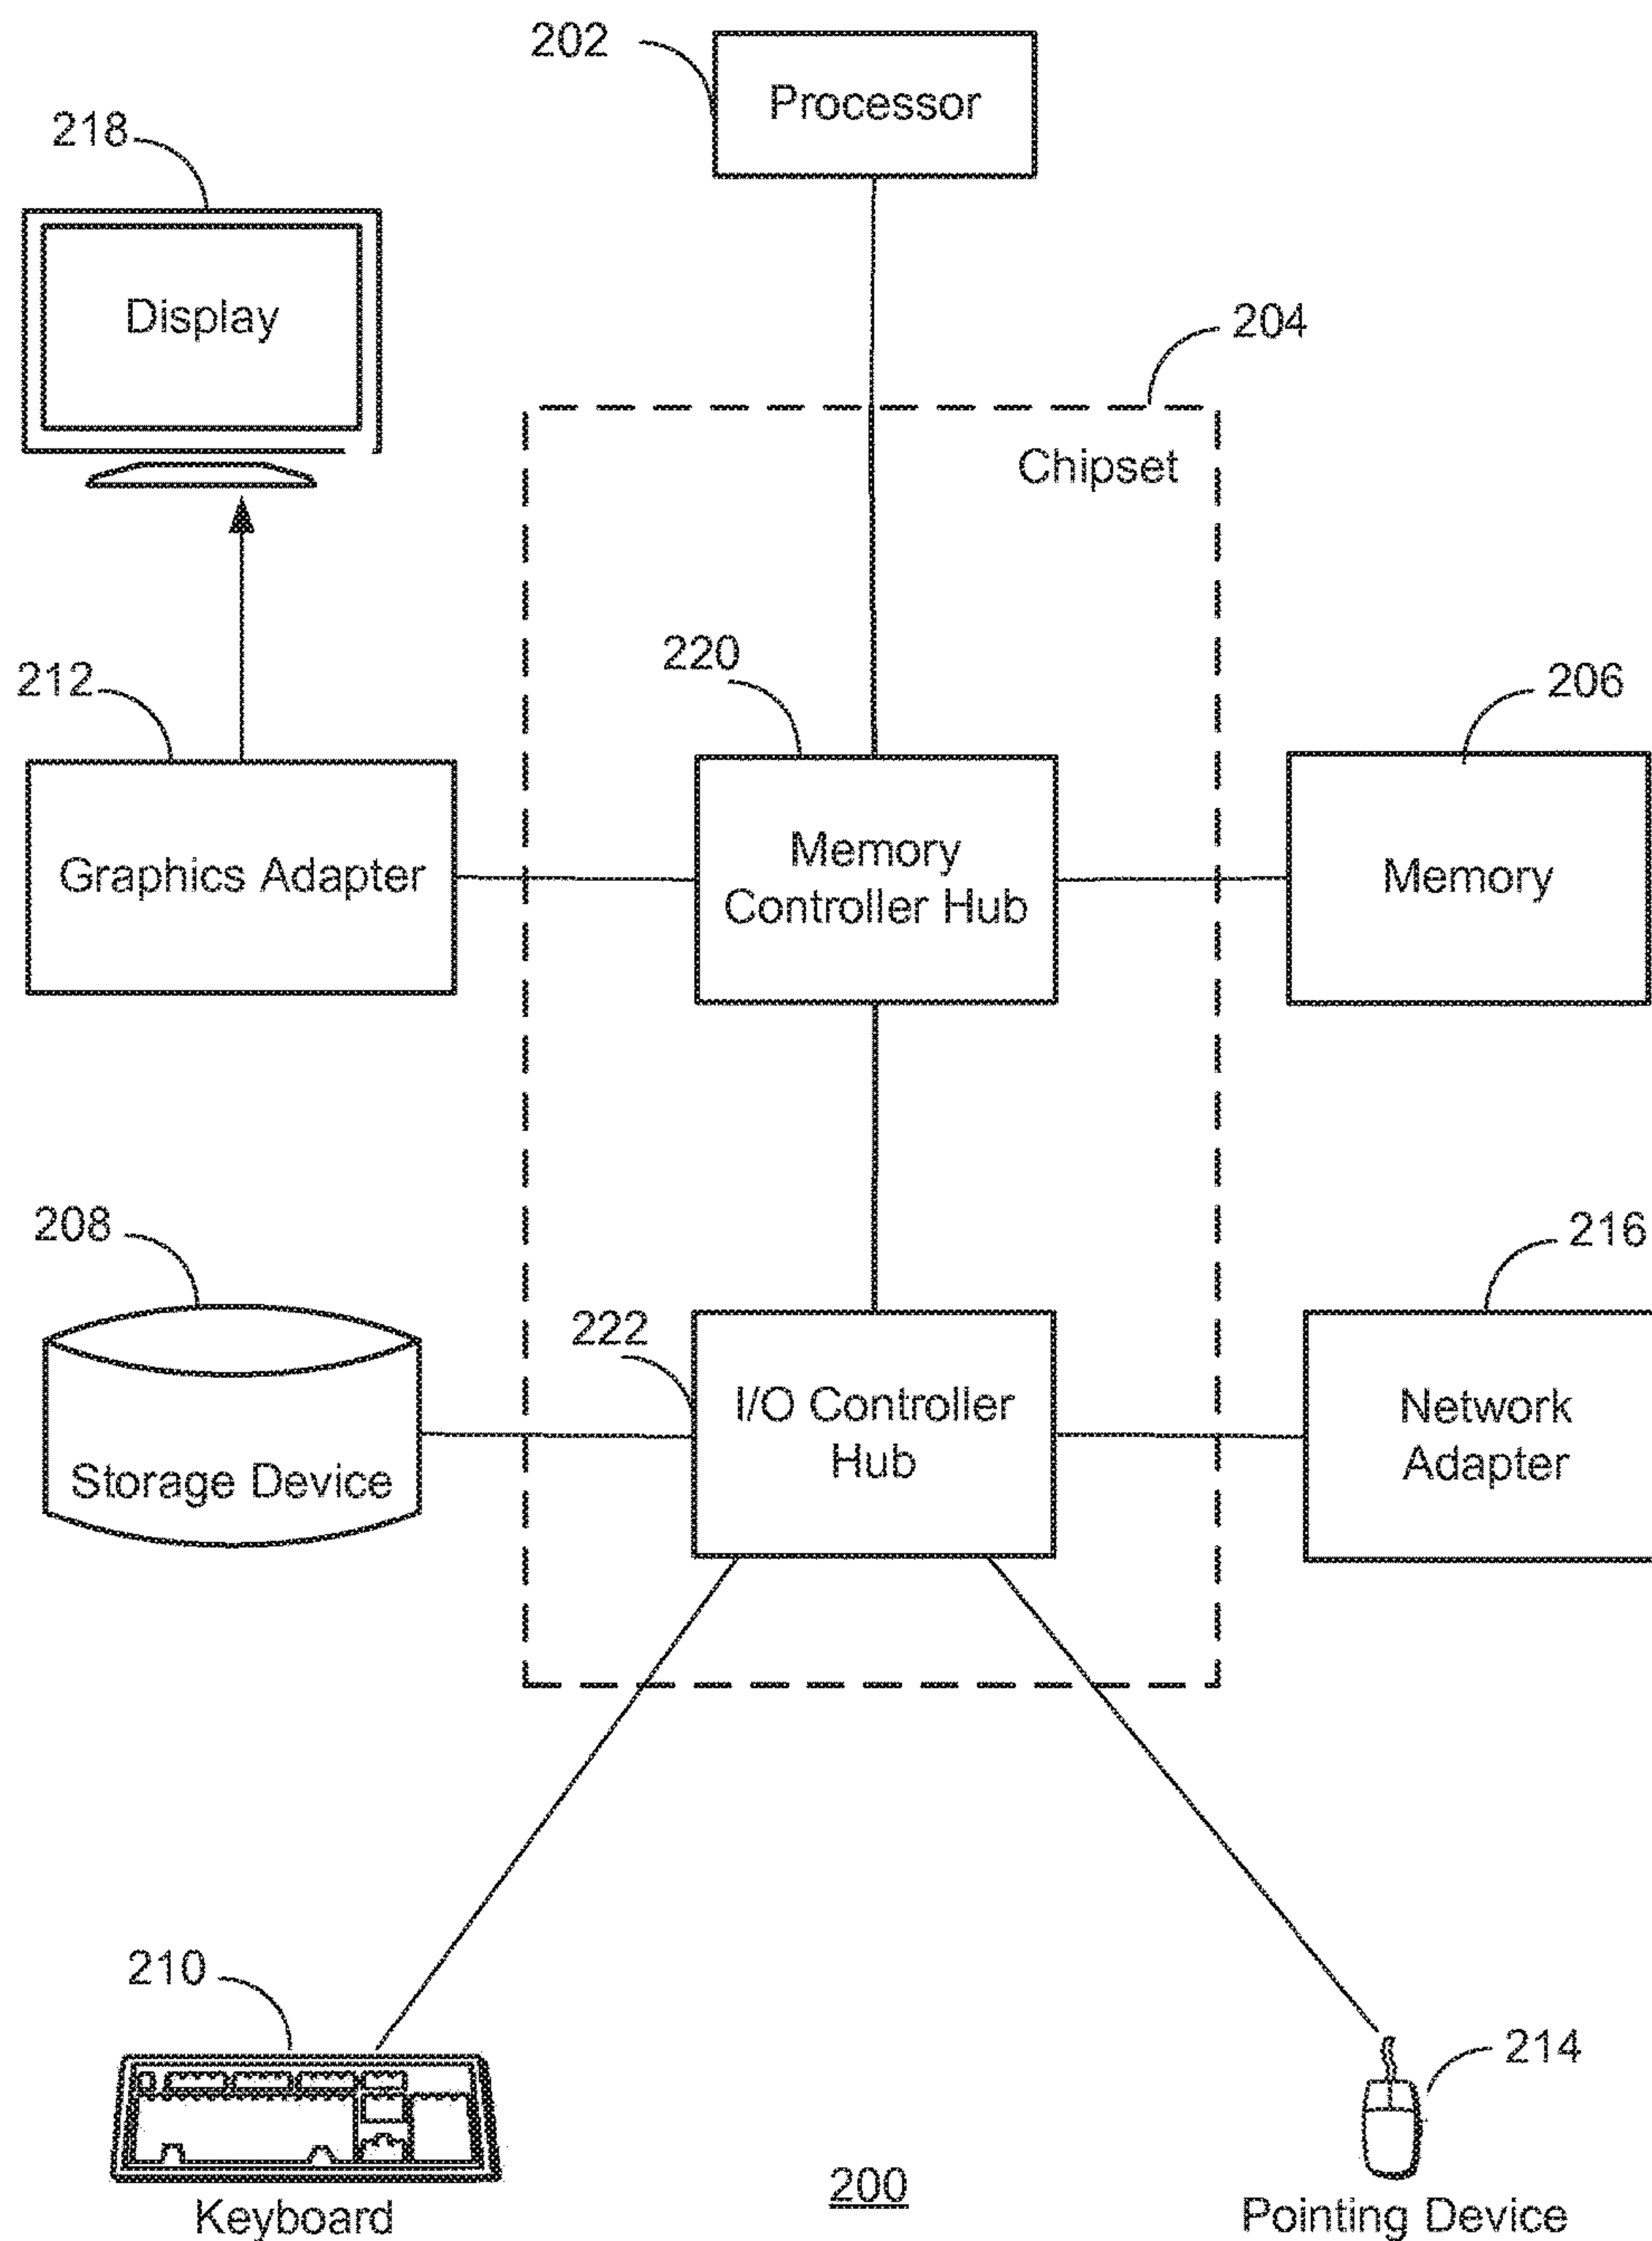 202
Processor
218
Display
204
Chipset
220
212
206
Graphics Adapter
Memory
Controller Hub
Memory
208
216
222
Storage Device
I/O Controller
Hub
Network
Adapter
210
214
Keyboard
200
Pointing Device